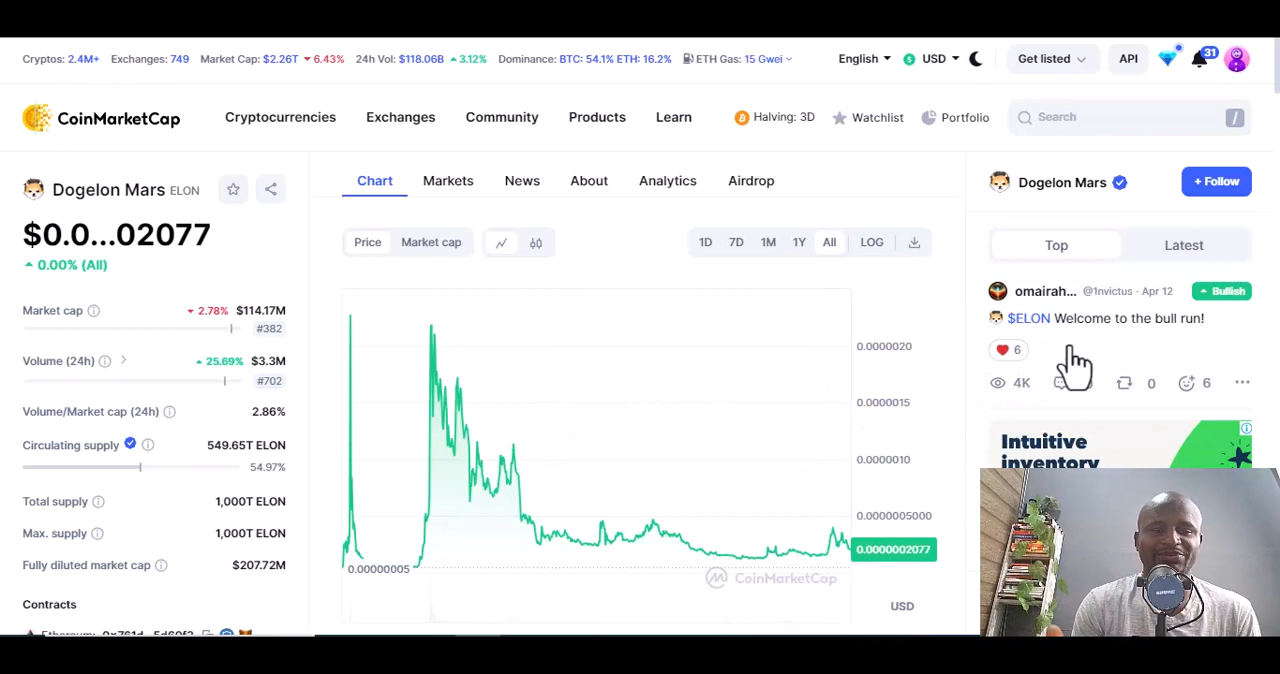 Cryptos: 2.4M+ Exchanges: 749 Market Cap: $2.26T 6.43% 24h Vol: $118.06B 3.12% Dominance: BTC: 54.1% ETH: 16.2% ETH Gas: 15 Gwei English USD Get listed API 31
CoinMarketCap Cryptocurrencies Exchanges Community Products Learn Halving: 3D Watchlist Portfolio Search /
Dogelon Mars ELON
$0.0...02077
0.00% (All)
Market cap 2.78% $114.17M
#382
Volume (24h) 25.69% $3.3M
#702
Volume/Market cap (24h) 2.86%
Circulating supply 549.65T ELON
54.97%
Total supply 1,000T ELON
Max. supply 1,000T ELON
Fully diluted market cap $207.72M
Contracts
Chart Markets News About Analytics Airdrop
Price Market cap 1D 7D 1M 1Y All LOG
0.0000020
0.0000015
0.0000010
0.0000005000
0.0000002077
0.00000005
CoinMarketCap
USD
Dogelon Mars + Follow
Top Latest
omairah... @1nvictus · Apr 12 Bullish
$ELON Welcome to the bull run!
6
4K 0 6
Intuitive
inventory